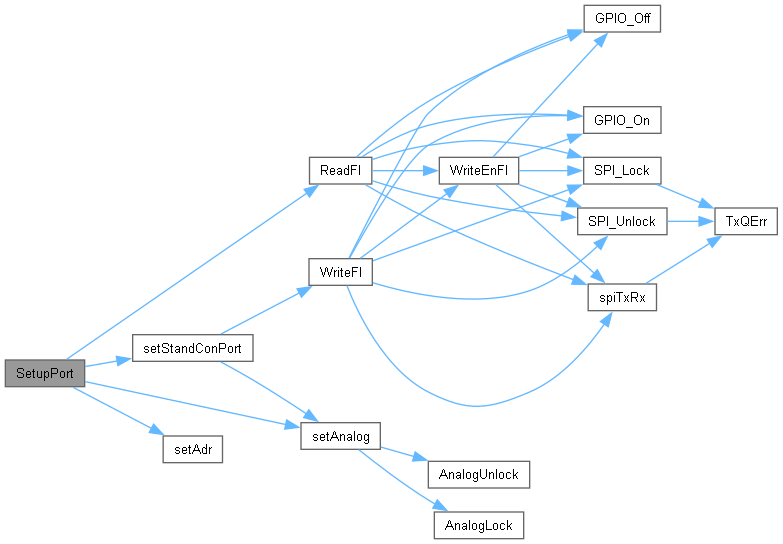 GPIO_Off
GPIO_On
ReadFl
WriteEnFl
SPI_Lock
SPI_Unlock
TxQErr
WriteFl
spiTxRx
setStandConPort
SetupPort
setAnalog
setAdr
AnalogUnlock
AnalogLock